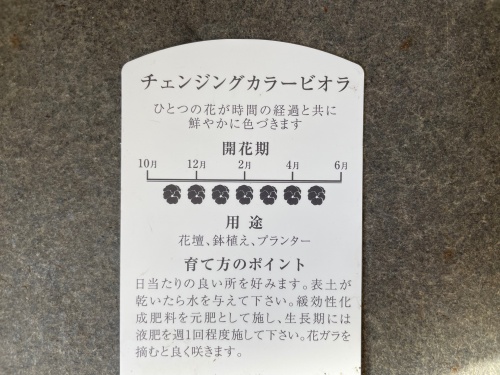 チェンジングカラービオラ
ひとつの花が時間の経過と共に
鮮やかに色づきます
開花期
10月 12月 2月 4月 6月
用途
花壇、鉢植え、プランター
育て方のポイント
日当たりの良い所を好みます。表土が
乾いたら水を与えて下さい。緩効性化
成肥料を元肥として施し、生長期には
液肥を週1回程度施して下さい。花ガラを
摘むと良く咲きます。